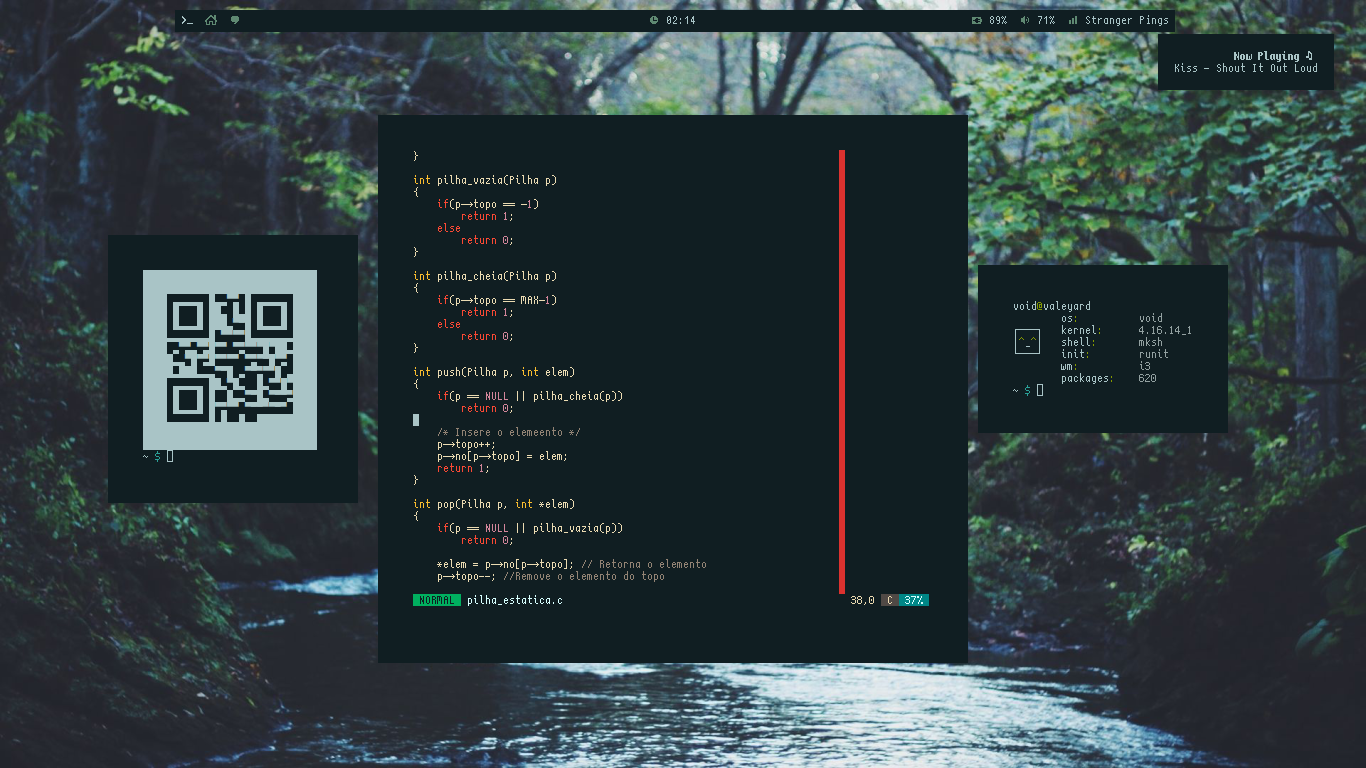 02:14
89% 71% Stranger Pings
Now Playing ♫
Kiss - Shout It Out Loud
}
int pilha_vazia(Pilha p)
{
if(p->topo == -1)
return 1;
else
return 0;
}
int pilha_cheia(Pilha p)
{
if(p->topo == MAX-1)
return 1;
else
return 0;
}
int push(Pilha p, int elem)
{
if(p == NULL || pilha_cheia(p))
return 0;
/* Insere o elemeento */
p->topo++;
p->no[p->topo] = elem;
return 1;
}
int pop(Pilha p, int *elem)
{
if(p == NULL || pilha_vazia(p))
return 0;
*elem = p->no[p->topo]; // Retorna o elemento
p->topo--; //Remove o elemento do topo
NORMAL pilha_estatica.c 38,0 C 37%
~ $
void@valeyard
os: void
kernel: 4.16.14_1
shell: mksh
init: runit
wm: i3
packages: 620
~ $